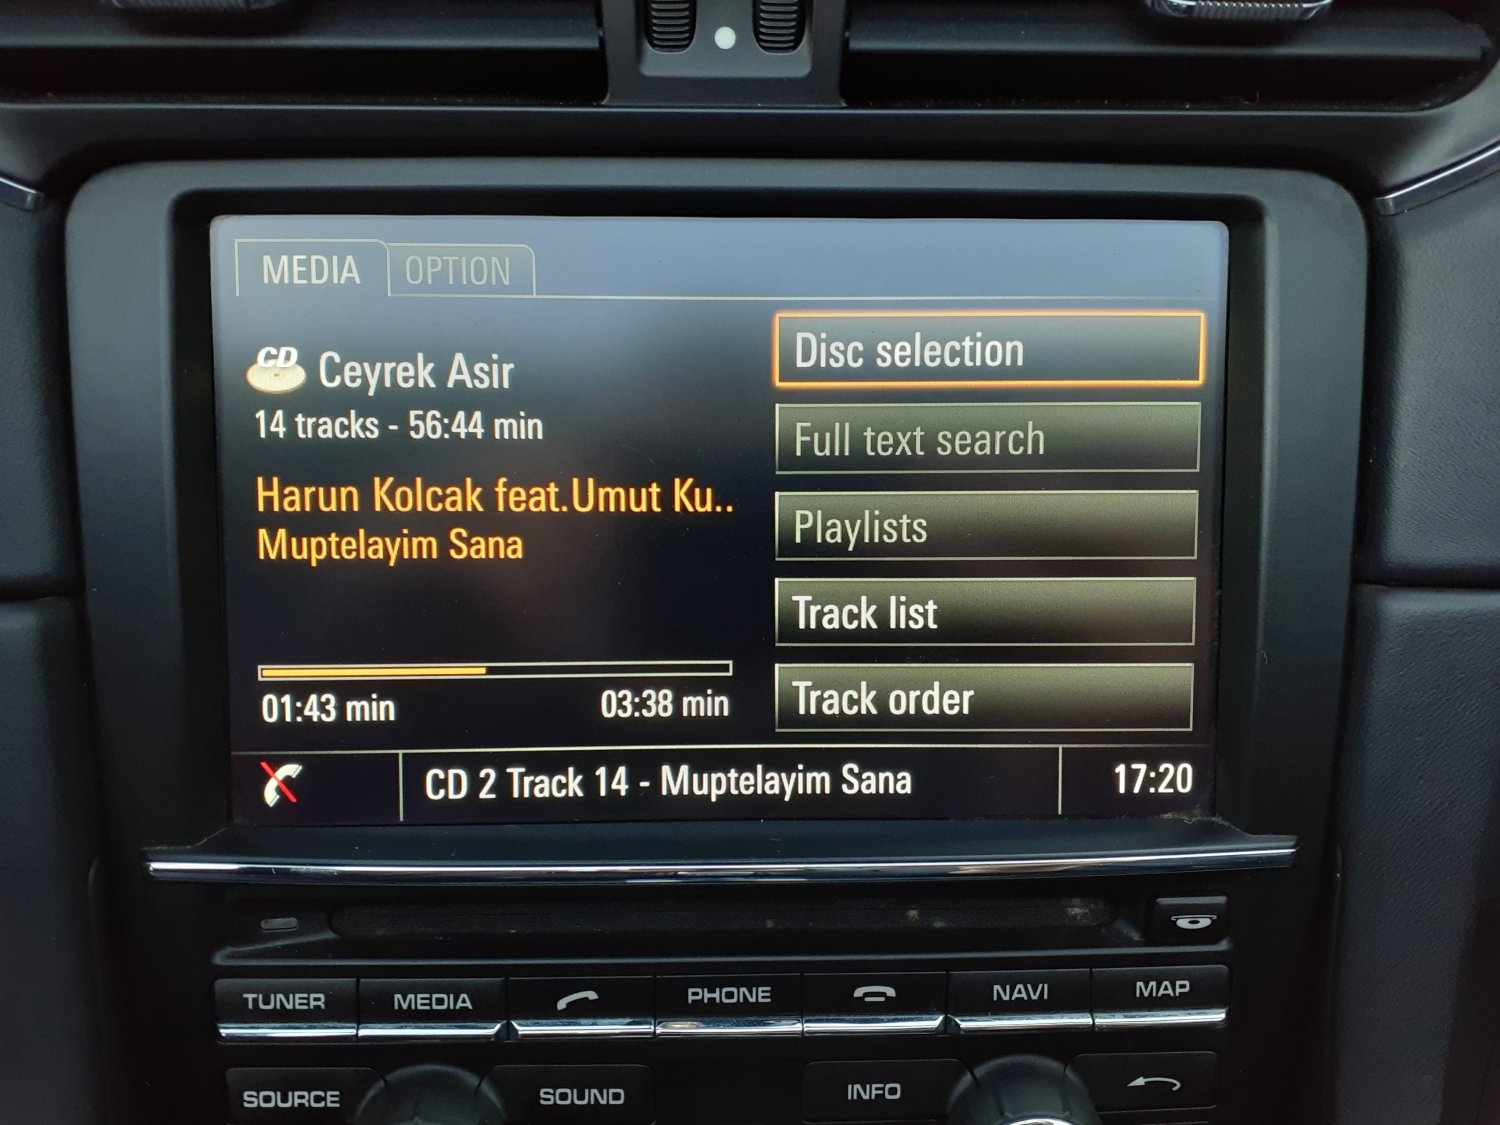 MEDIA
OPTION
CD Ceyrek Asir
14 tracks - 56:44 min
Harun Kolcak feat.Umut Ku..
Muptelayim Sana
01:43 min
03:38 min
Disc selection
Full text search
Playlists
Track list
Track order
CD 2 Track 14 - Muptelayim Sana
17:20
TUNER
MEDIA
PHONE
NAVI
MAP
SOURCE
SOUND
INFO